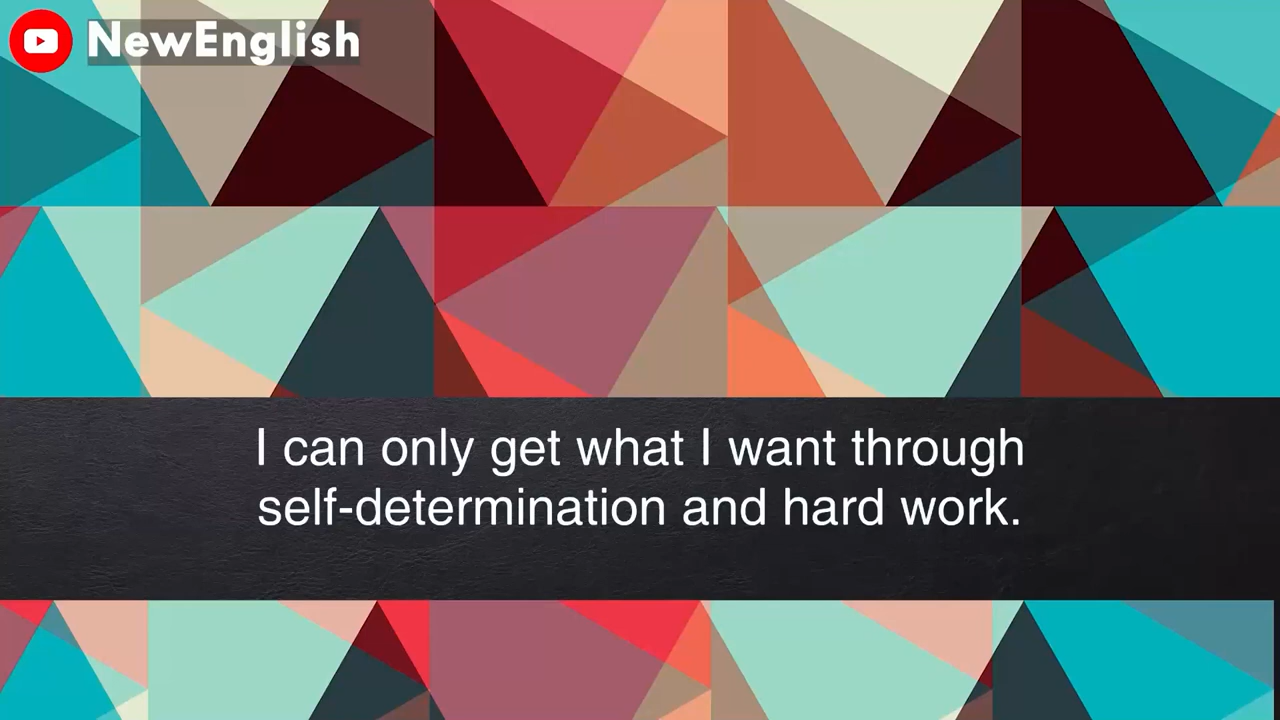 NewEnglish
I can only get what I want through
self-determination and hard work.